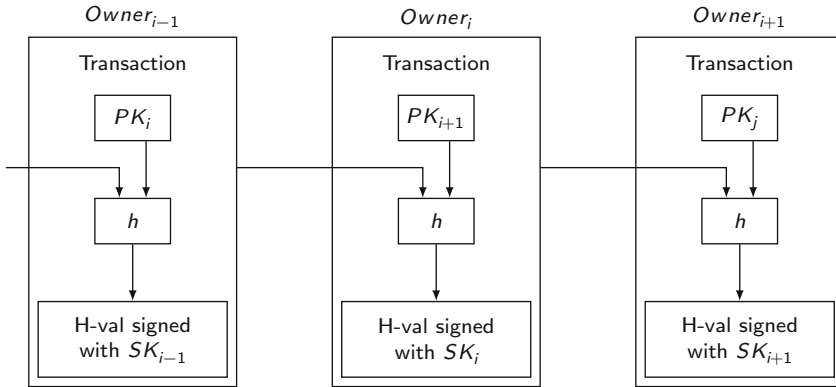 Owner_{i−1}
Transaction
PK_i
h
H-val signed
with SK_{i−1}
Owner_i
Transaction
PK_{i+1}
h
H-val signed
with SK_i
Owner_{i+1}
Transaction
PK_j
h
H-val signed
with SK_{i+1}